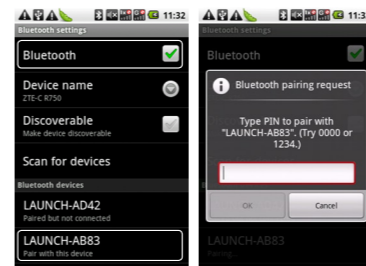 11:32
Bluetooth settings
Bluetooth
Device name
ZTE-C R750
Discoverable
Make device discoverable
Scan for devices
Bluetooth devices
LAUNCH-AD42
Paired but not connected
LAUNCH-AB83
Pair with this device
11:3
Bluetooth settings
Bluetooth
Bluetooth pairing request
Type PIN to pair with
"LAUNCH-AB83". (Try 0000 or
1234.)
OK
Cancel
LAUNCH-AB83
Pairing...